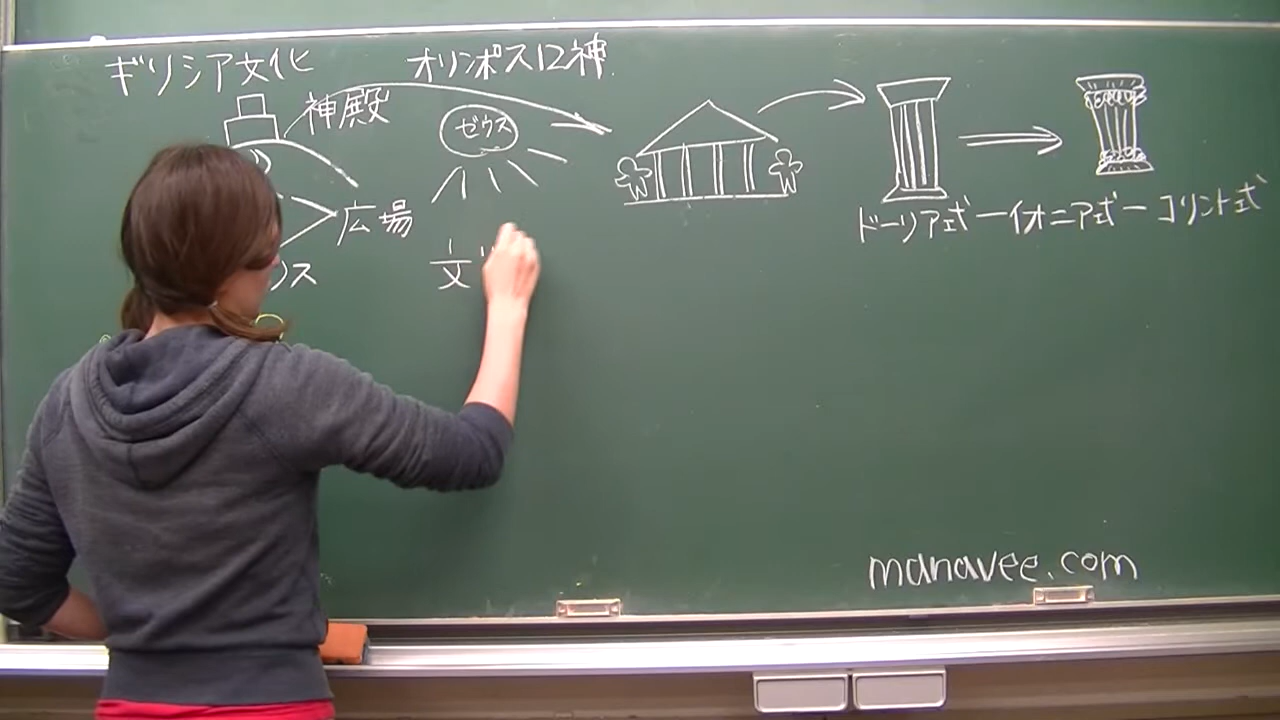 ギリシア文化
オリンポス12神
神殿
ゼウス
広場
文
ドーリア式ーイオニア式ーコリント式
manavee.com